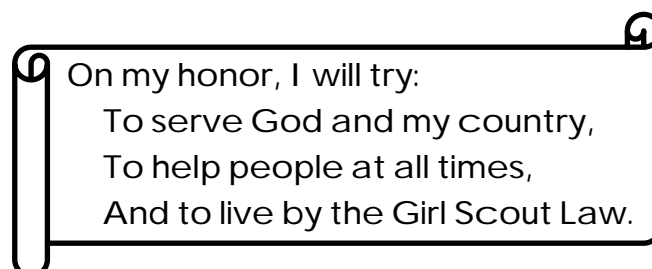 On my honor, I will try:
To serve God and my country,
To help people at all times,
And to live by the Girl Scout Law.